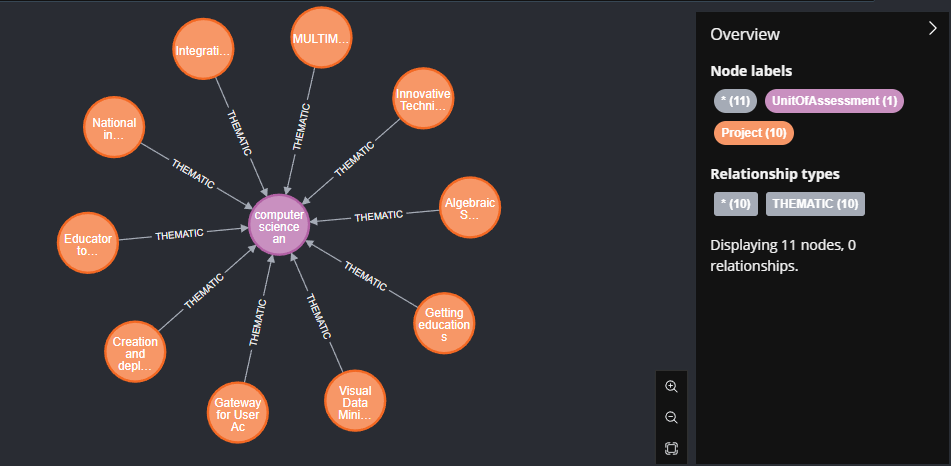 Integrati...
MULTIM...
Innovative
Techni...
National
in...
Algebraic
S...
computer
science
an
Educator
to...
Getting
education
s
Creation
and
depl...
Visual
Data
Mini...
Gateway
for User
Ac
THEMATIC
THEMATIC
THEMATIC
THEMATIC
THEMATIC
THEMATIC
THEMATIC
THEMATIC
THEMATIC
THEMATIC
Overview
Node labels
* (11) UnitOfAssessment (1)
Project (10)
Relationship types
* (10) THEMATIC (10)
Displaying 11 nodes, 0
relationships.